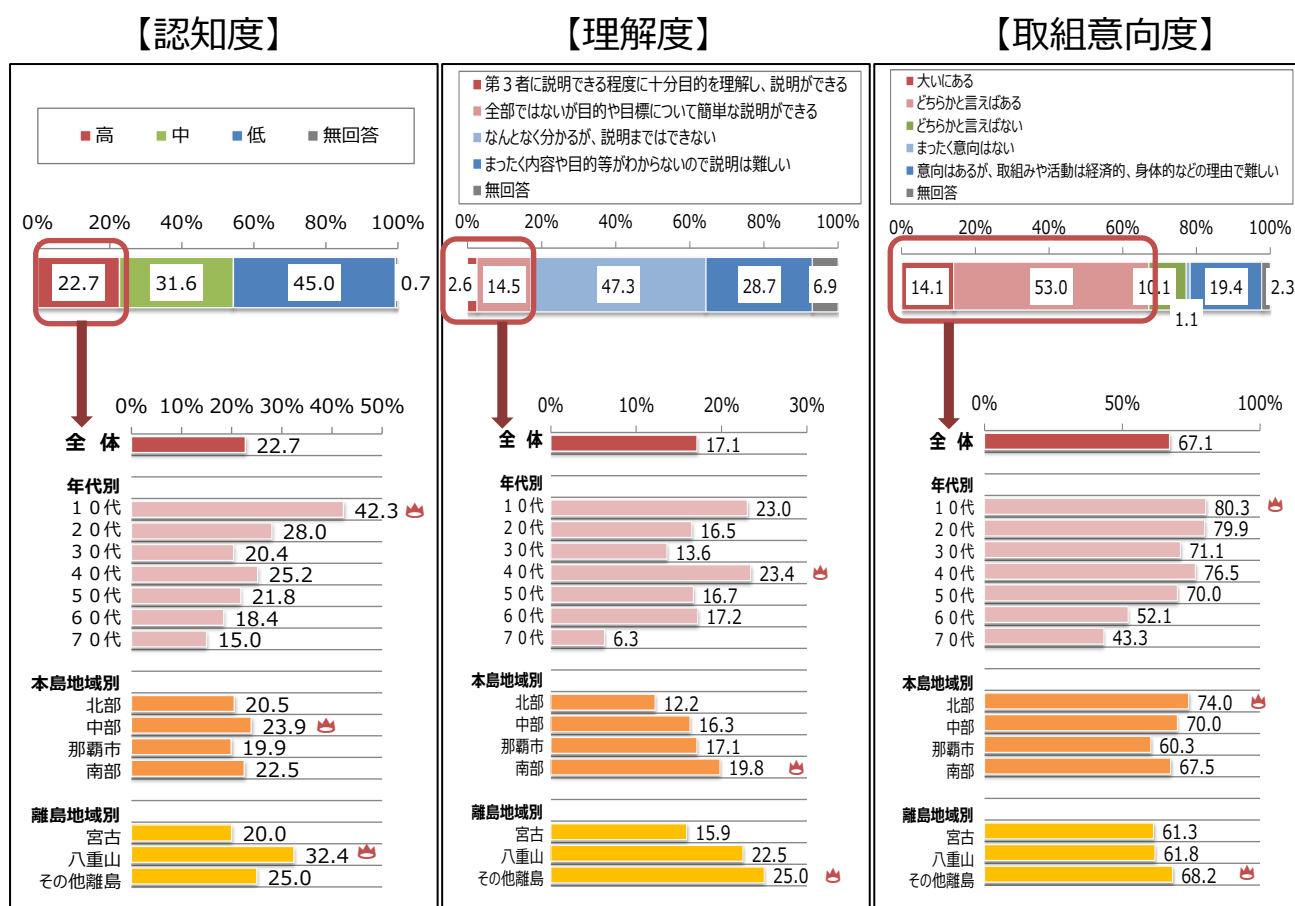 【認知度】
■高 ■中 ■低 ■無回答
0% 20% 40% 60% 80% 100%
22.7 31.6 45.0 0.7
0% 10% 20% 30% 40% 50%
全 体 22.7
年代別
10代 42.3
20代 28.0
30代 20.4
40代 25.2
50代 21.8
60代 18.4
70代 15.0
本島地域別
北部 20.5
中部 23.9
那覇市 19.9
南部 22.5
離島地域別
宮古 20.0
八重山 32.4
その他離島 25.0
【理解度】
■第3者に説明できる程度に十分目的を理解し、説明ができる
■全部ではないが目的や目標について簡単な説明ができる
■なんとなく分かるが、説明まではできない
■まったく内容や目的等がわからないので説明は難しい
■無回答
0% 20% 40% 60% 80% 100%
2.6 14.5 47.3 28.7 6.9
0% 10% 20% 30%
全 体 17.1
年代別
10代 23.0
20代 16.5
30代 13.6
40代 23.4
50代 16.7
60代 17.2
70代 6.3
本島地域別
北部 12.2
中部 16.3
那覇市 17.1
南部 19.8
離島地域別
宮古 15.9
八重山 22.5
その他離島 25.0
【取組意向度】
■大いにある
■どちらかと言えばある
■どちらかと言えばない
■まったく意向はない
■意向はあるが、取組みや活動は経済的、身体的などの理由で難しい
■無回答
0% 20% 40% 60% 80% 100%
14.1 53.0 10.1 1.1 19.4 2.3
0% 50% 100%
全 体 67.1
年代別
10代 80.3
20代 79.9
30代 71.1
40代 76.5
50代 70.0
60代 52.1
70代 43.3
本島地域別
北部 74.0
中部 70.0
那覇市 60.3
南部 67.5
離島地域別
宮古 61.3
八重山 61.8
その他離島 68.2